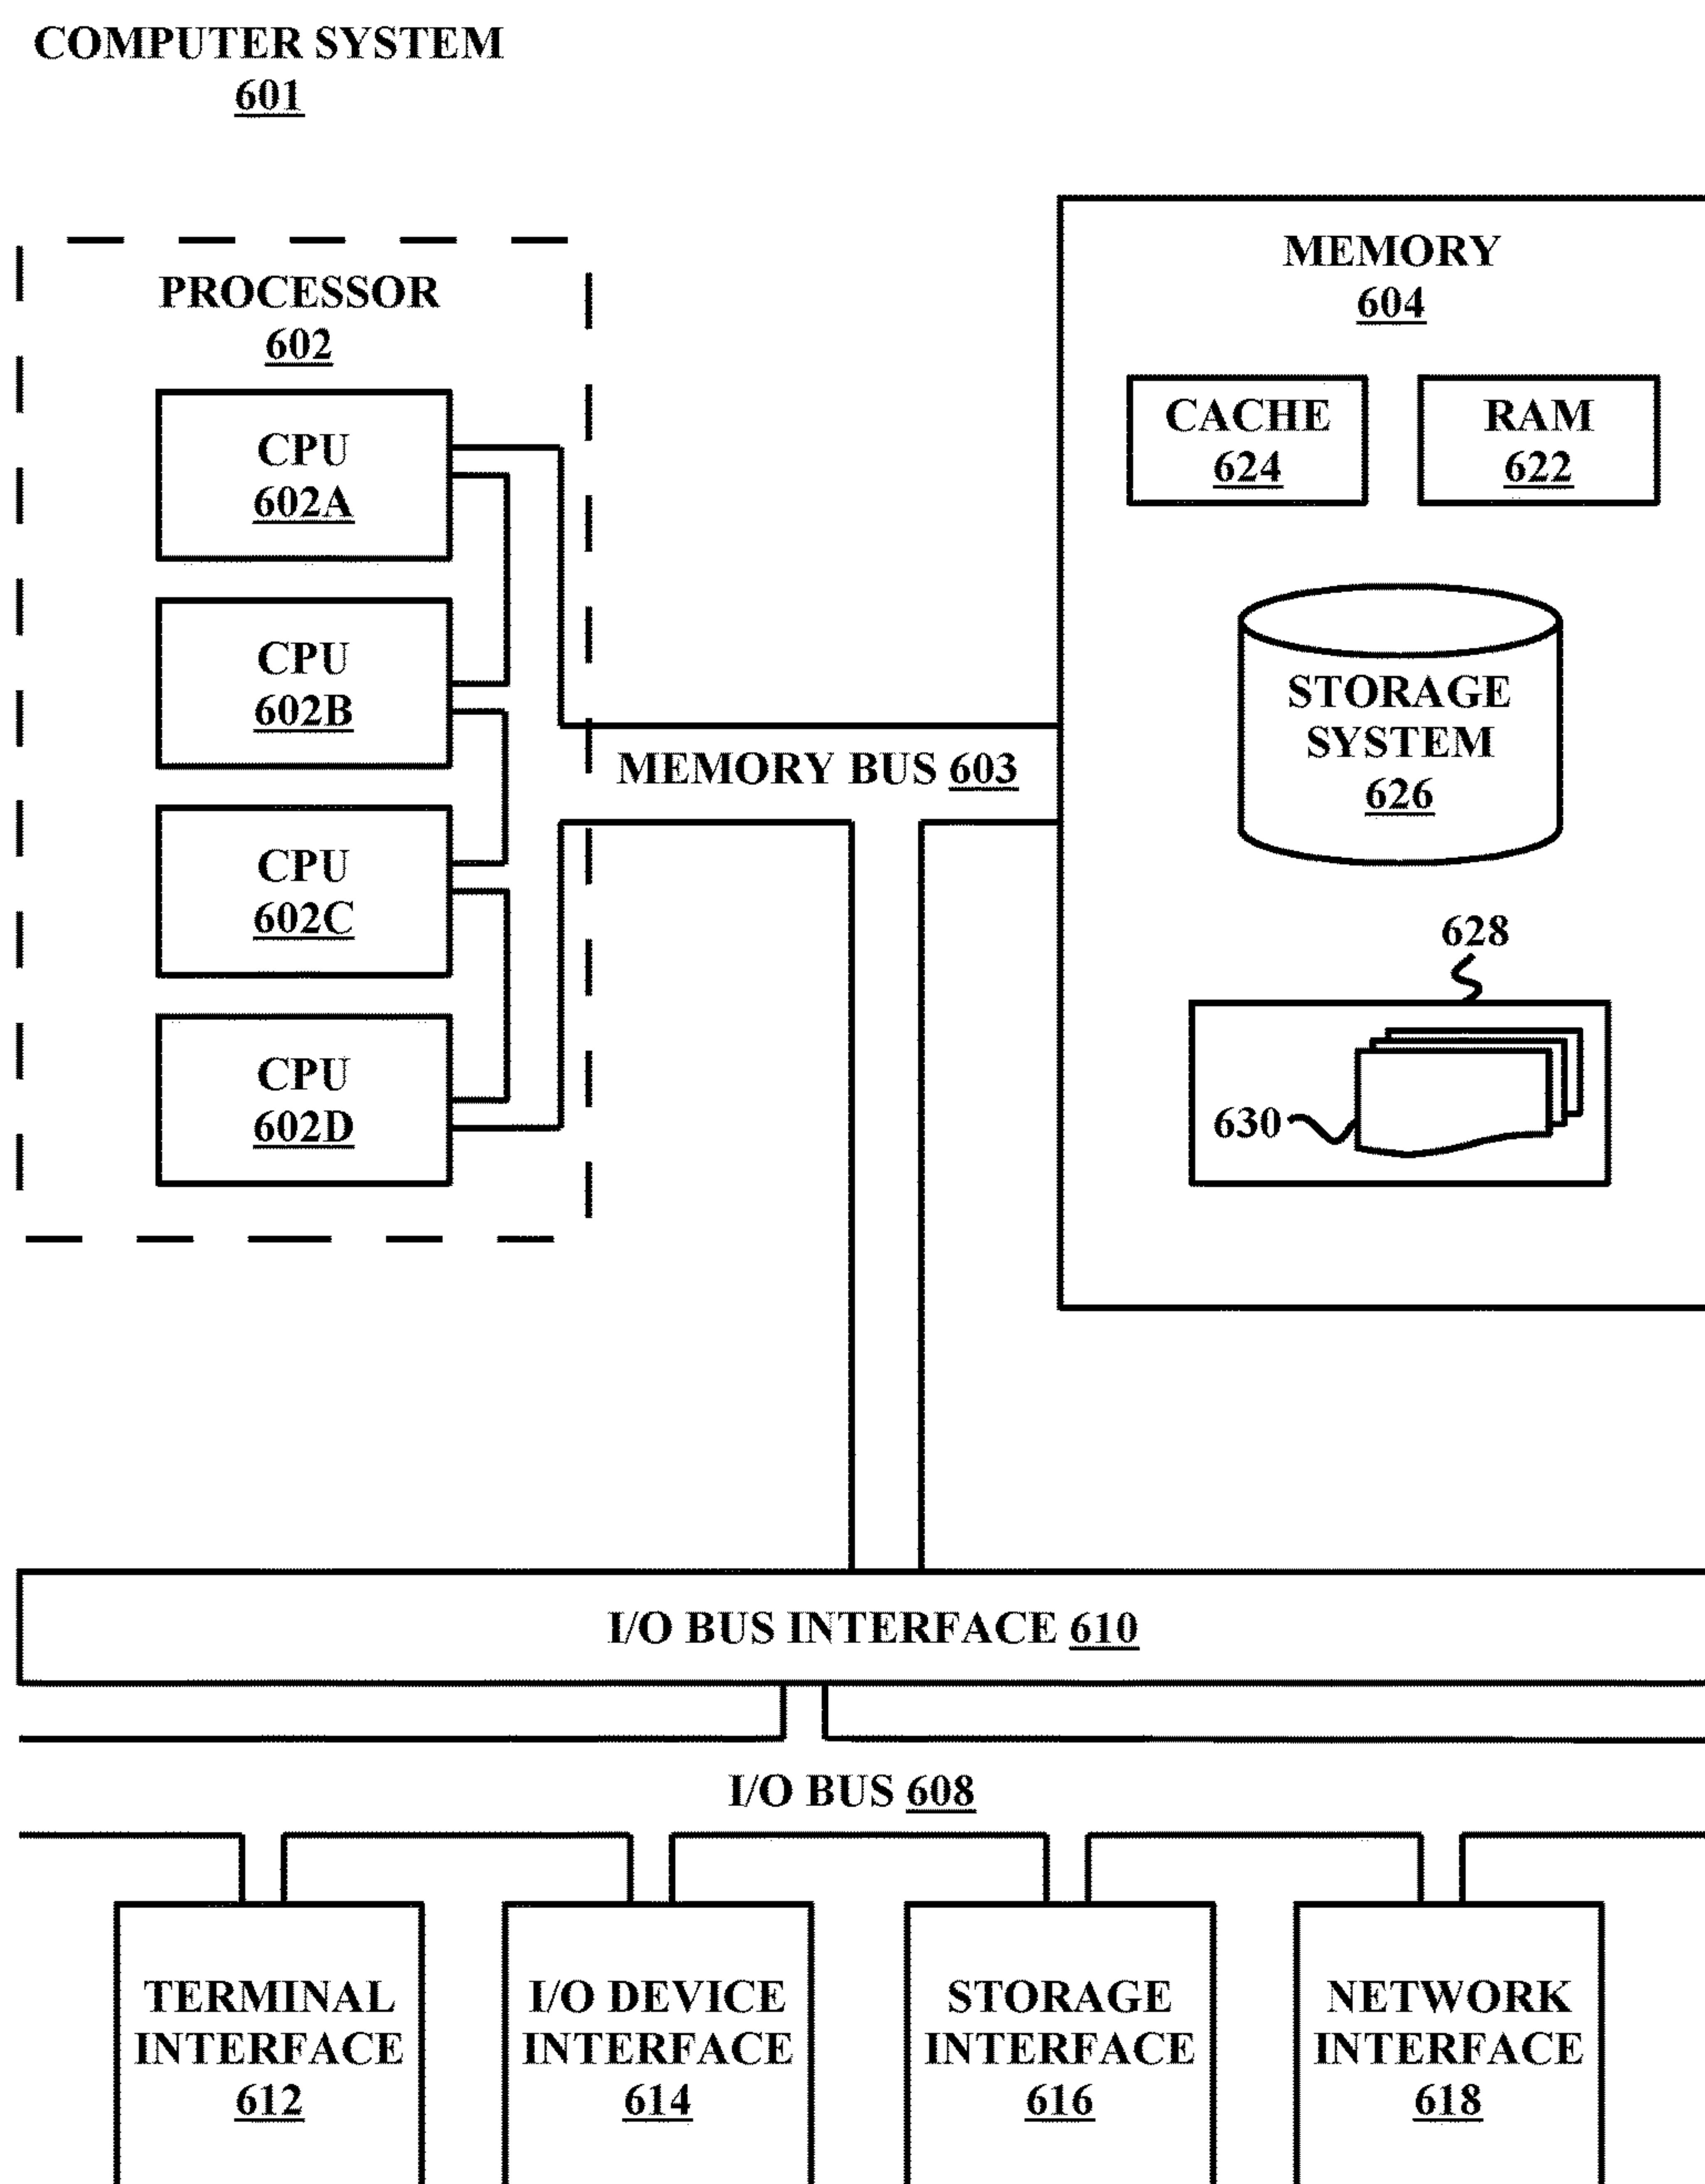 COMPUTER SYSTEM
601
PROCESSOR
602
CPU
602A
CPU
602B
CPU
602C
CPU
602D
MEMORY BUS 603
MEMORY
604
CACHE
624
RAM
622
STORAGE
SYSTEM
626
628
630
I/O BUS INTERFACE 610
I/O BUS 608
TERMINAL
INTERFACE
612
I/O DEVICE
INTERFACE
614
STORAGE
INTERFACE
616
NETWORK
INTERFACE
618